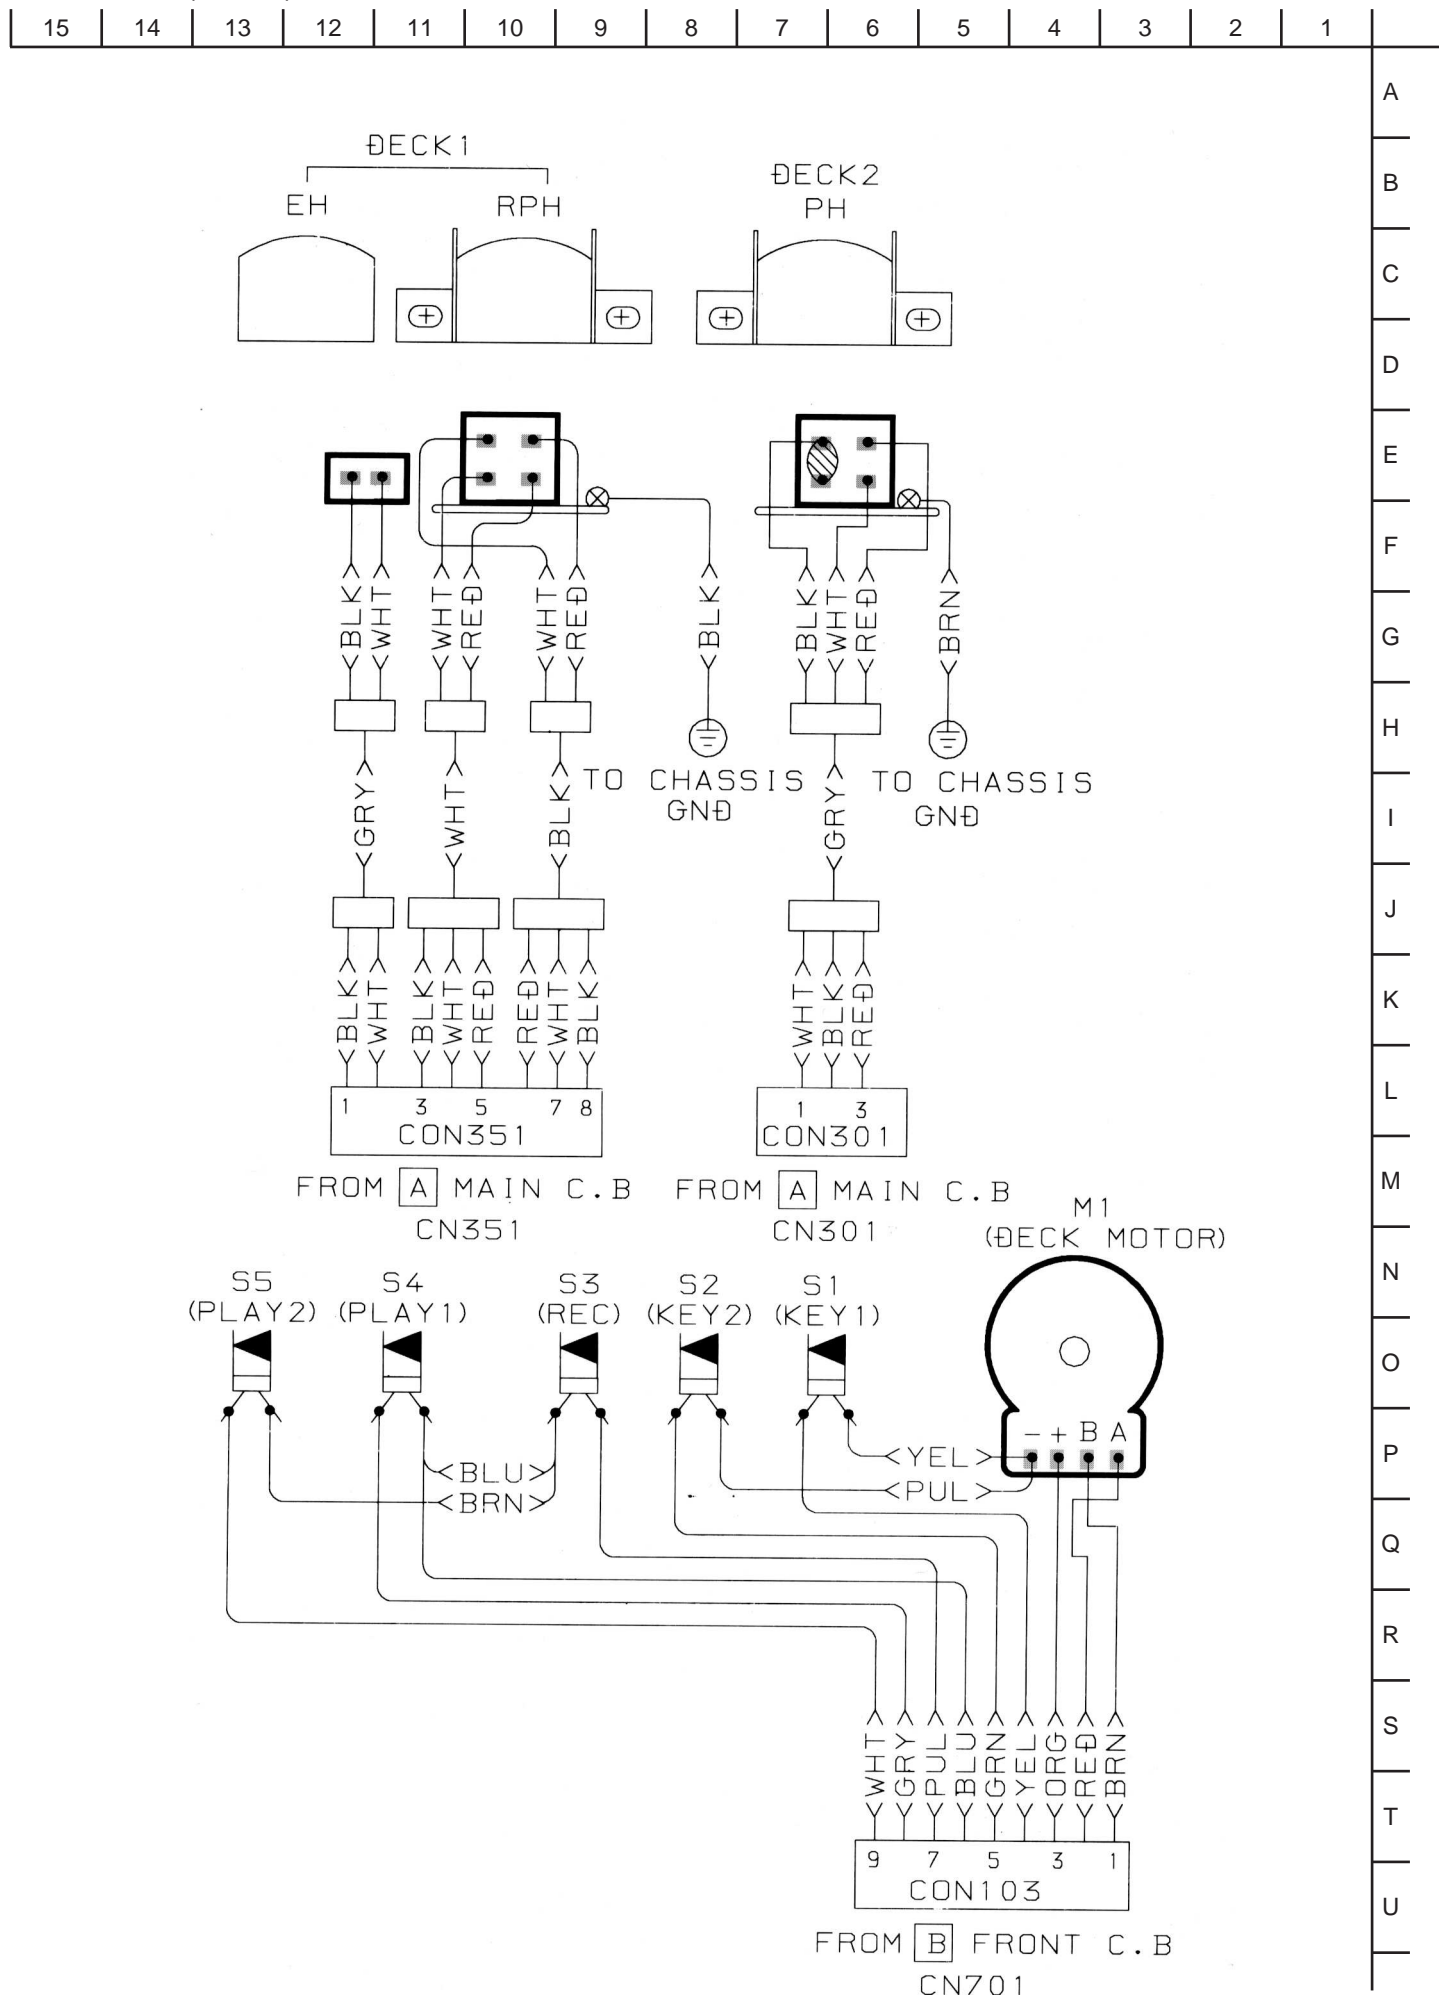 15 14 13 12 11 10 9 8 7 6 5 4 3 2 1
A
B
C
D
E
F
G
H
I
J
K
L
M
N
O
P
Q
R
S
T
U
DECK1
EH RPH
DECK2
PH
BLK WHT WHT RED WHT RED BLK BLK WHT RED BRN
TO CHASSIS
GND
TO CHASSIS
GND
GRY WHT BLK GRY
BLK WHT BLK WHT RED RED WHT BLK WHT BLK RED
1 3 5 7 8
CON351
1 3
CON301
FROM A MAIN C.B
CN351
FROM A MAIN C.B
CN301
M1
(DECK MOTOR)
S5
(PLAY2)
S4
(PLAY1)
S3
(REC)
S2
(KEY2)
S1
(KEY1)
- + B A
YEL
PUL
BLU
BRN
WHT GRY PUL BLU GRN YEL ORG RED BRN
9 7 5 3 1
CON103
FROM B FRONT C.B
CN701